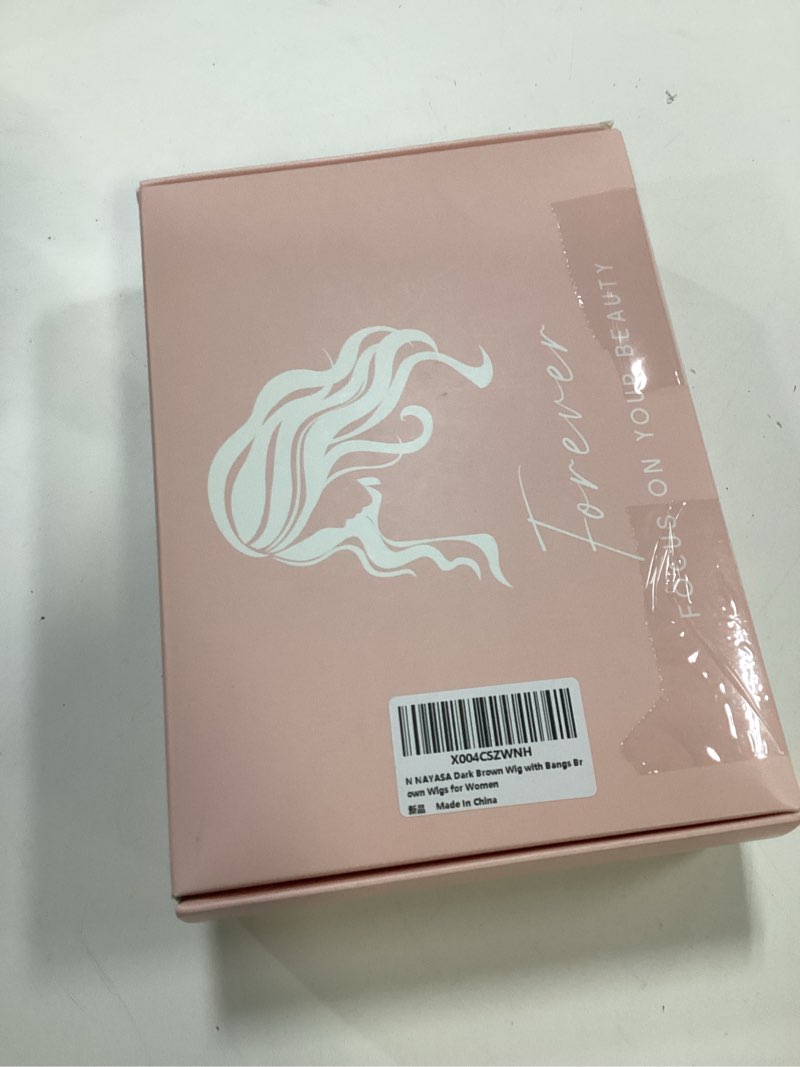 Forever
FOCUS ON YOUR BEAUTY
X004CSZWNH
N NAYASA Dark Brown Wig with Bangs Br
own Wigs for Women
新品 Made In China